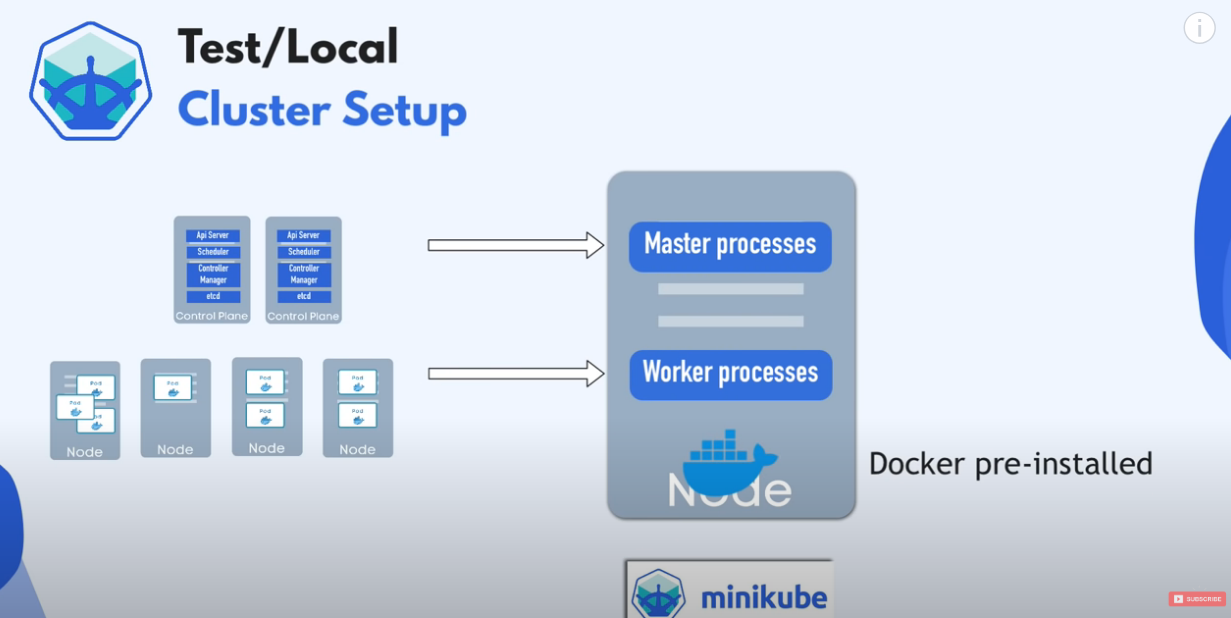 Test/Local
Cluster Setup
Api Server
Scheduler
Controller
Manager
etcd
Control Plane
Api Server
Scheduler
Controller
Manager
etcd
Control Plane
Pod
Pod
Pod
Node
Pod
Node
Pod
Pod
Node
Pod
Pod
Node
Master processes
Worker processes
Node
Docker pre-installed
minikube
SUBSCRIBE